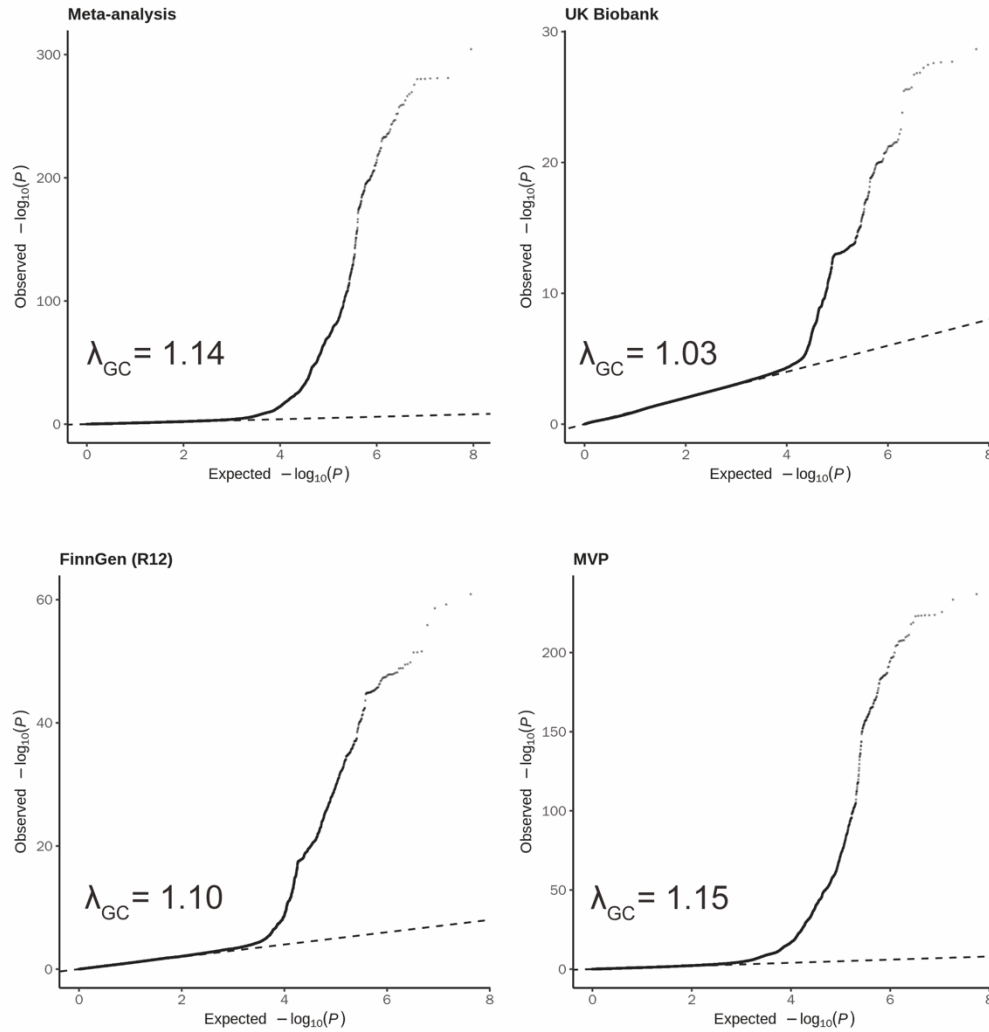 Meta-analysis
300
200
100
0
Observed −log₁₀(P)
λGC = 1.14
0 2 4 6 8
Expected −log₁₀(P)
UK Biobank
30
20
10
0
Observed −log₁₀(P)
λGC = 1.03
0 2 4 6 8
Expected −log₁₀(P)
FinnGen (R12)
60
40
20
0
Observed −log₁₀(P)
λGC = 1.10
0 2 4 6 8
Expected −log₁₀(P)
MVP
200
150
100
50
0
Observed −log₁₀(P)
λGC = 1.15
0 2 4 6 8
Expected −log₁₀(P)